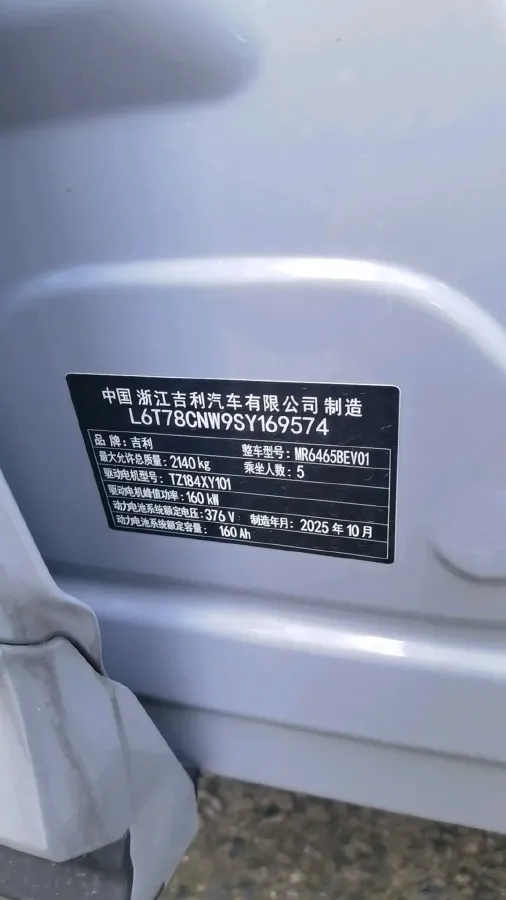 中国 浙江吉利汽车有限公司 制造
L6T78CNW9SY169574
品牌:吉利 整车型号:MR6465BEV01
最大允许总质量:2140 kg 乘坐人数:5
驱动电机型号:TZ184XY101
驱动电机峰值功率:160 kW
动力电池系统额定电压:376 V 制造年月:2025 年 10 月
动力电池系统额定容量: 160 Ah